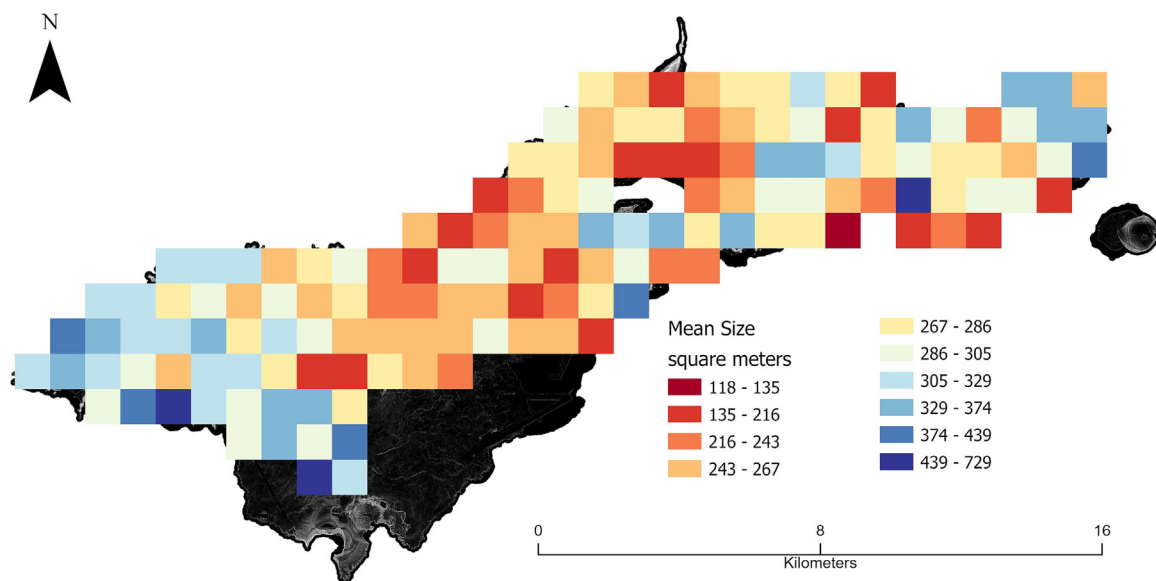 N
Mean Size
square meters
118 - 135
135 - 216
216 - 243
243 - 267
267 - 286
286 - 305
305 - 329
329 - 374
374 - 439
439 - 729
0 8 16
Kilometers